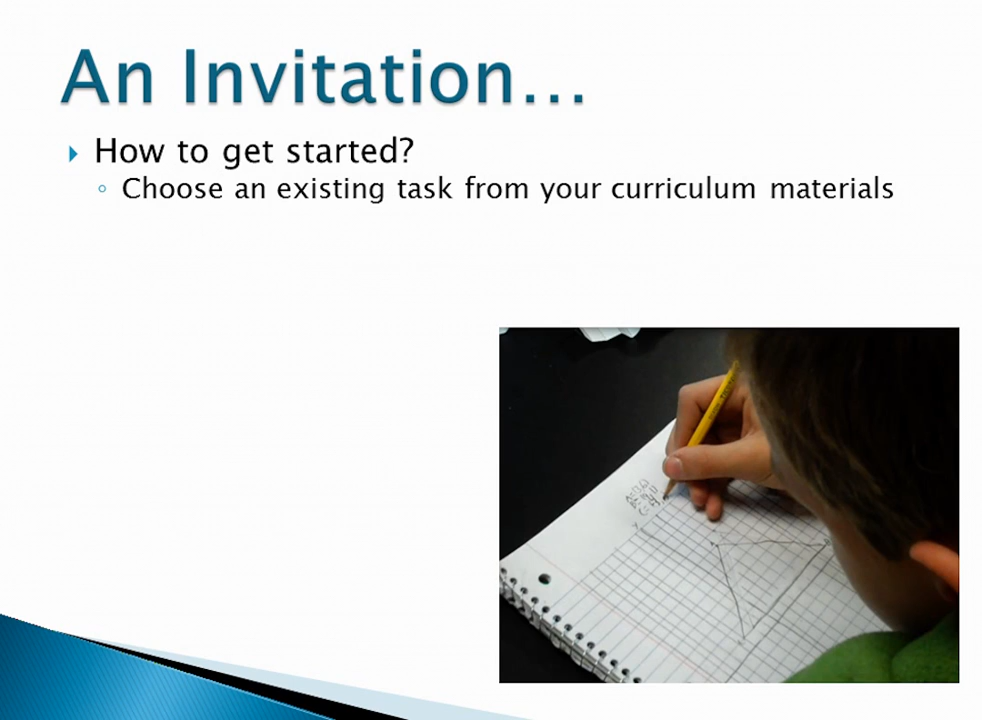 An Invitation...
How to get started?
Choose an existing task from your curriculum materials